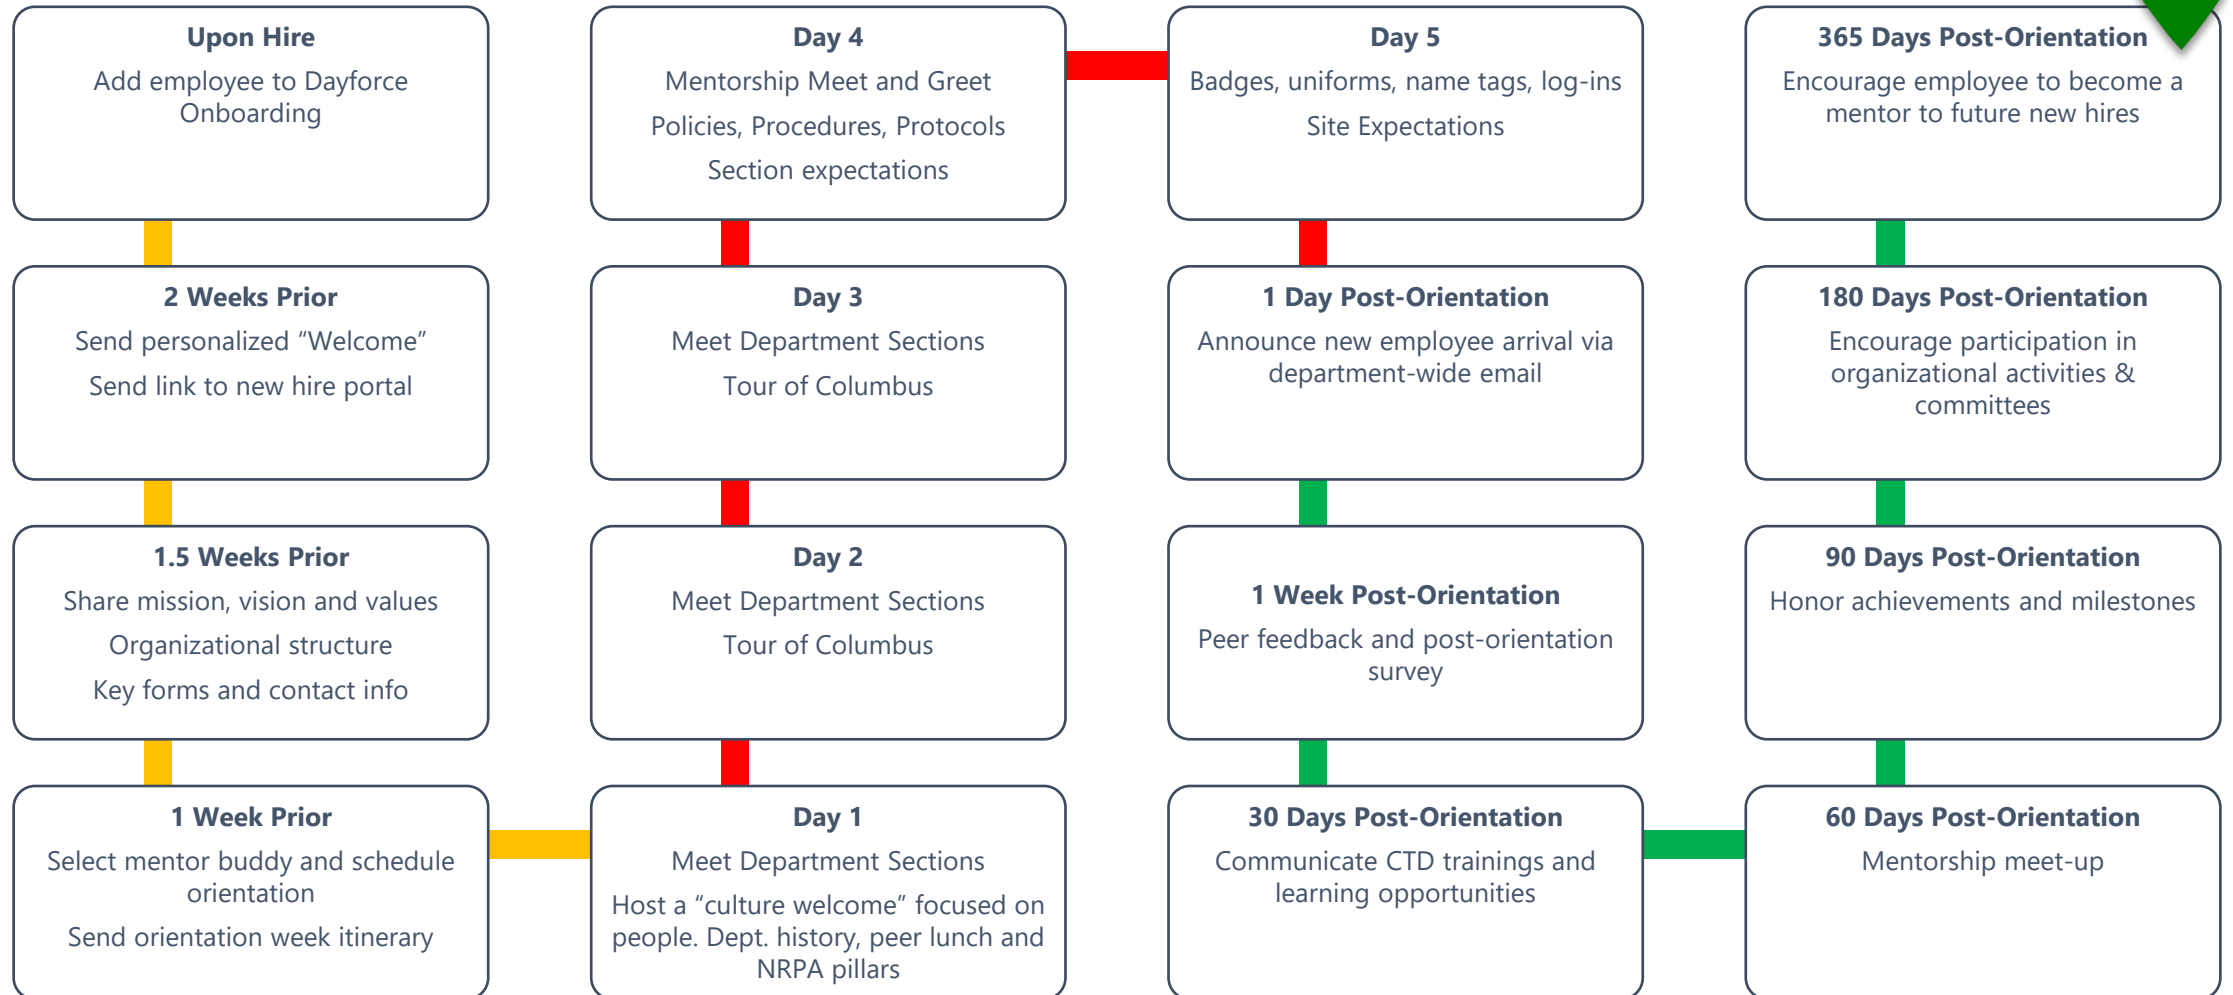 Upon Hire
Add employee to Dayforce
Onboarding
2 Weeks Prior
Send personalized “Welcome”
Send link to new hire portal
1.5 Weeks Prior
Share mission, vision and values
Organizational structure
Key forms and contact info
1 Week Prior
Select mentor buddy and schedule
orientation
Send orientation week itinerary
Day 1
Meet Department Sections
Host a “culture welcome” focused on
people. Dept. history, peer lunch and
NRPA pillars
Day 2
Meet Department Sections
Tour of Columbus
Day 3
Meet Department Sections
Tour of Columbus
Day 4
Mentorship Meet and Greet
Policies, Procedures, Protocols
Section expectations
Day 5
Badges, uniforms, name tags, log-ins
Site Expectations
1 Day Post-Orientation
Announce new employee arrival via
department-wide email
1 Week Post-Orientation
Peer feedback and post-orientation
survey
30 Days Post-Orientation
Communicate CTD trainings and
learning opportunities
60 Days Post-Orientation
Mentorship meet-up
90 Days Post-Orientation
Honor achievements and milestones
180 Days Post-Orientation
Encourage participation in
organizational activities &
committees
365 Days Post-Orientation
Encourage employee to become a
mentor to future new hires